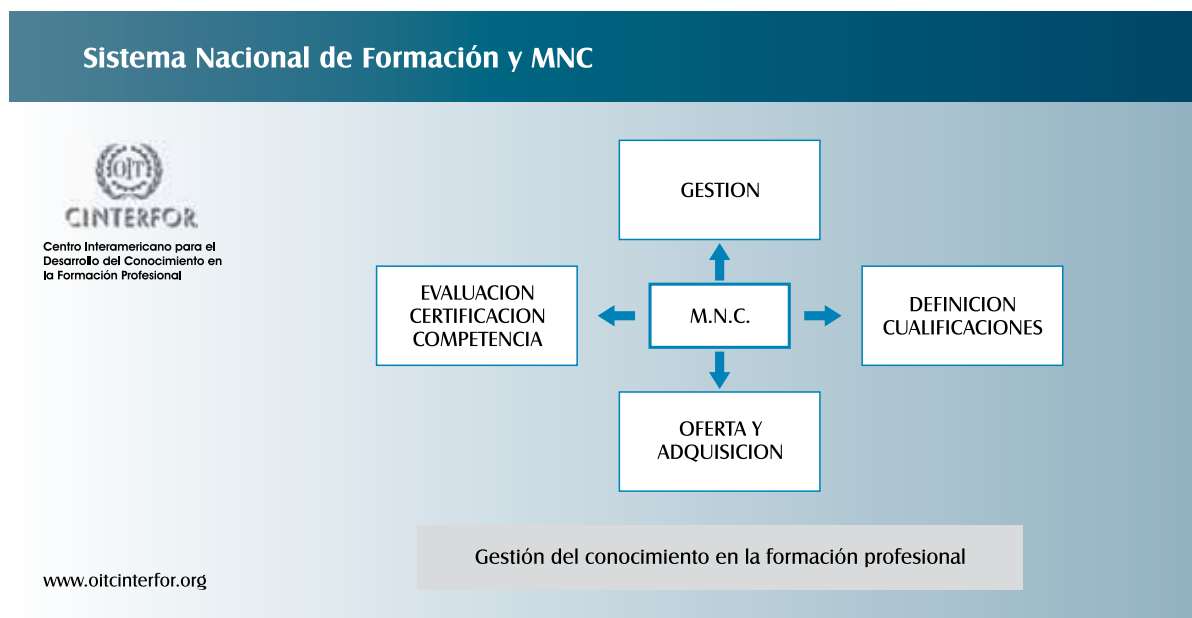 Sistema Nacional de Formación y MNC
OIT
CINTERFOR
Centro Interamericano para el
Desarrollo del Conocimiento en
la Formación Profesional
GESTION
EVALUACION
CERTIFICACION
COMPETENCIA
M.N.C.
DEFINICION
CUALIFICACIONES
OFERTA Y
ADQUISICION
Gestión del conocimiento en la formación profesional
www.oitcinterfor.org